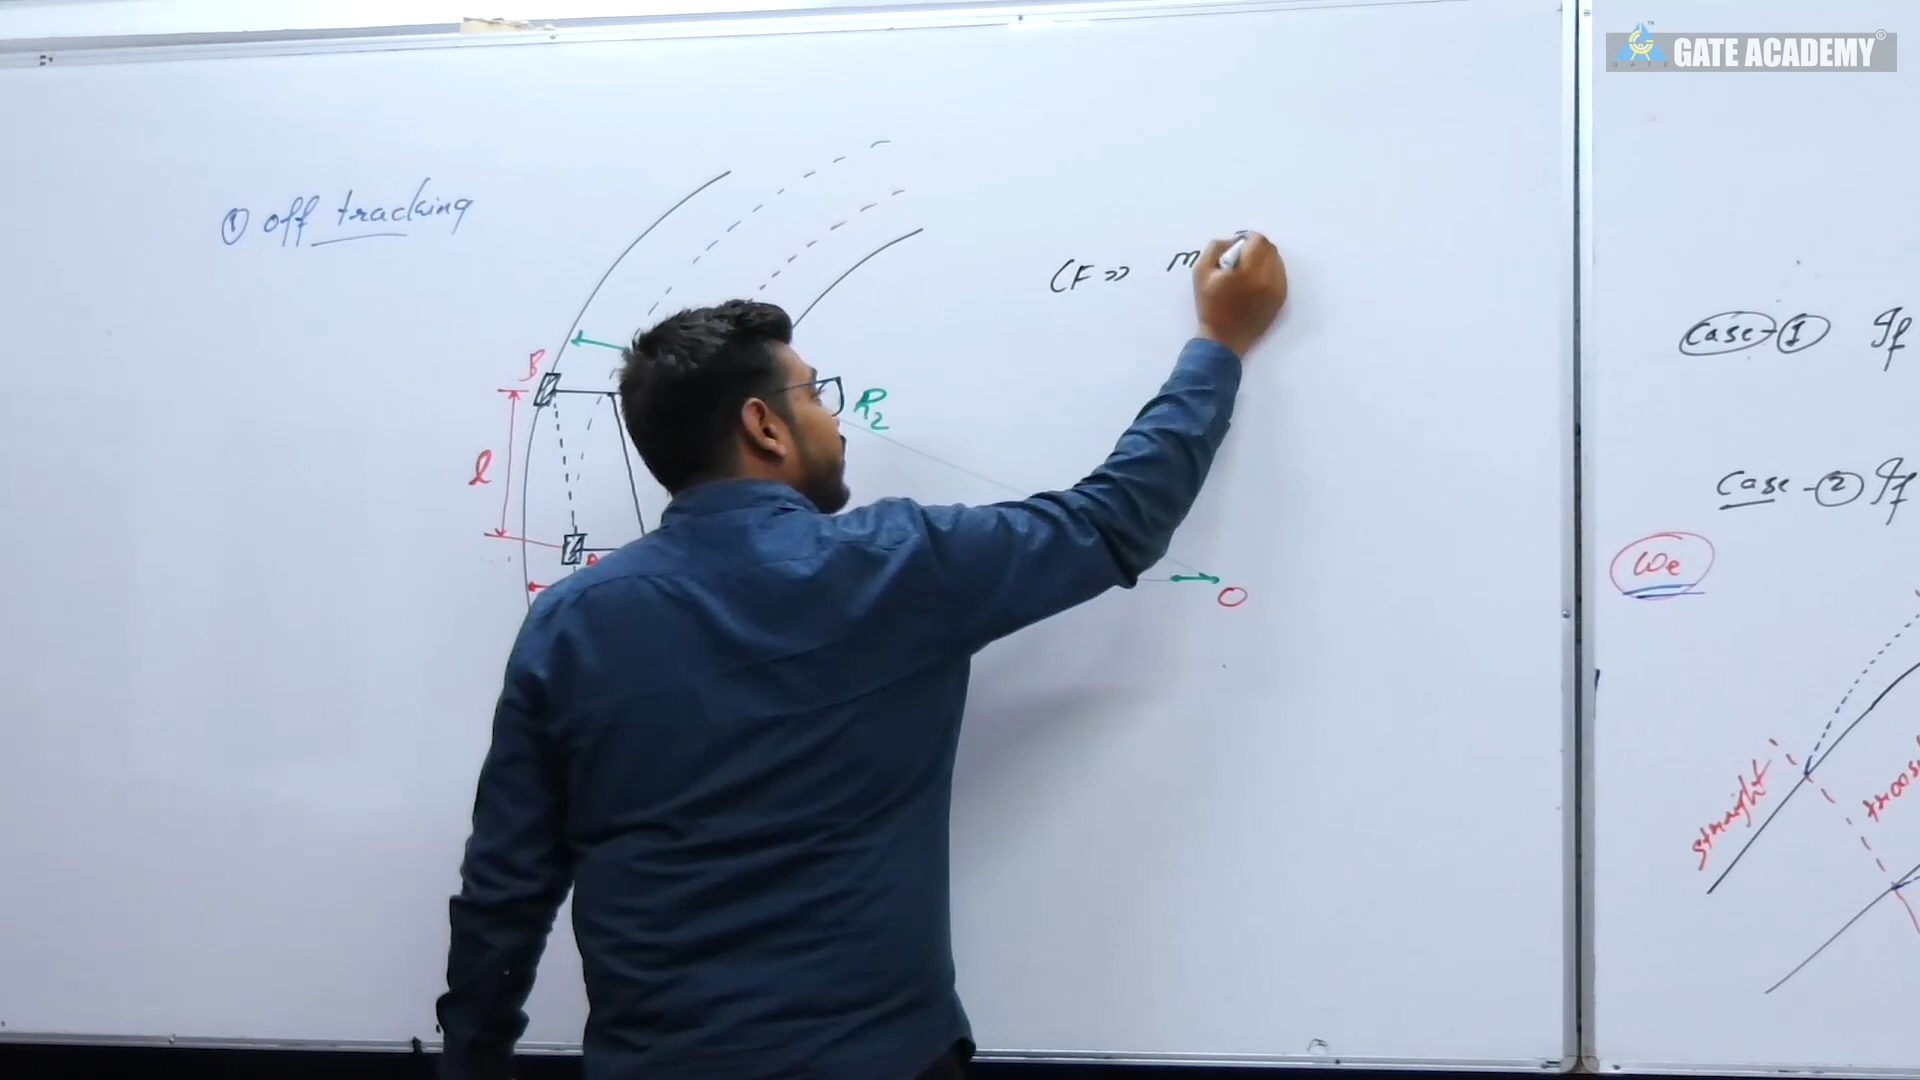 GATE ACADEMY
① off tracking
CF >> m
B
R2
l
O
Case-① If
Case-② If
We
straight